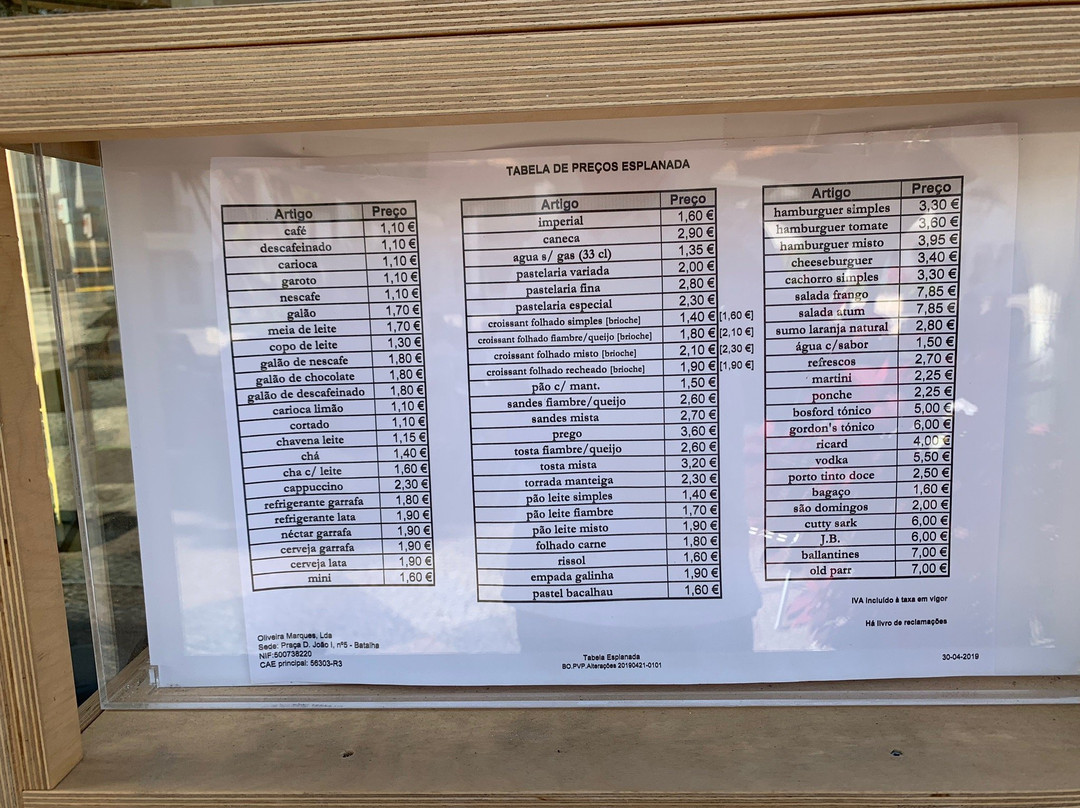 TABELA DE PREÇOS ESPLANADA
Artigo Preço
café 1,10 €
descafeinado 1,10 €
carioca 1,10 €
garoto 1,10 €
nescafe 1,10 €
galão 1,70 €
meia de leite 1,70 €
copo de leite 1,30 €
galão de nescafe 1,80 €
galão de chocolate 1,80 €
galão de descafeinado 1,80 €
carioca limão 1,10 €
cortado 1,10 €
chavena leite 1,15 €
chá 1,40 €
cha c/ leite 1,60 €
cappuccino 2,30 €
refrigerante garrafa 1,80 €
refrigerante lata 1,90 €
néctar garrafa 1,90 €
cerveja garrafa 1,90 €
cerveja lata 1,90 €
mini 1,60 €
Artigo Preço
imperial 1,60 €
caneca 2,90 €
agua s/ gas (33 cl) 1,35 €
pastelaria variada 2,00 €
pastelaria fina 2,80 €
pastelaria especial 2,30 €
croissant folhado simples [brioche] 1,40 € [1,60 €]
croissant folhado fiambre/queijo [brioche] 1,80 € [2,10 €]
croissant folhado misto [brioche] 2,10 € [2,30 €]
croissant folhado recheado [brioche] 1,90 € [1,90 €]
pão c/ mant. 1,50 €
sandes fiambre/queijo 2,60 €
sandes mista 2,70 €
prego 3,60 €
tosta fiambre/queijo 2,60 €
tosta mista 3,20 €
torrada manteiga 2,30 €
pão leite simples 1,40 €
pão leite fiambre 1,70 €
pão leite misto 1,90 €
folhado carne 1,80 €
rissol 1,60 €
empada galinha 1,90 €
pastel bacalhau 1,60 €
Artigo Preço
hamburguer simples 3,30 €
hamburguer tomate 3,60 €
hamburguer misto 3,95 €
cheeseburguer 3,40 €
cachorro simples 3,30 €
salada frango 7,85 €
salada atum 7,85 €
sumo laranja natural 2,80 €
água c/sabor 1,50 €
refrescos 2,70 €
martini 2,25 €
ponche 2,25 €
bosford tónico 5,00 €
gordon's tónico 6,00 €
ricard 4,00 €
vodka 5,50 €
porto tinto doce 2,50 €
bagaço 1,60 €
são domingos 2,00 €
cutty sark 6,00 €
J.B. 6,00 €
ballantines 7,00 €
old parr 7,00 €
IVA incluido à taxa em vigor
Há livro de reclamações
Oliveira Marques, Lda
Sede: Praça D. João I, nº5 - Batalha
NIF:500738220
CAE principal: 56303-R3
Tabela Esplanada
BO.PVP.Alterações 20190421-0101
30-04-2019